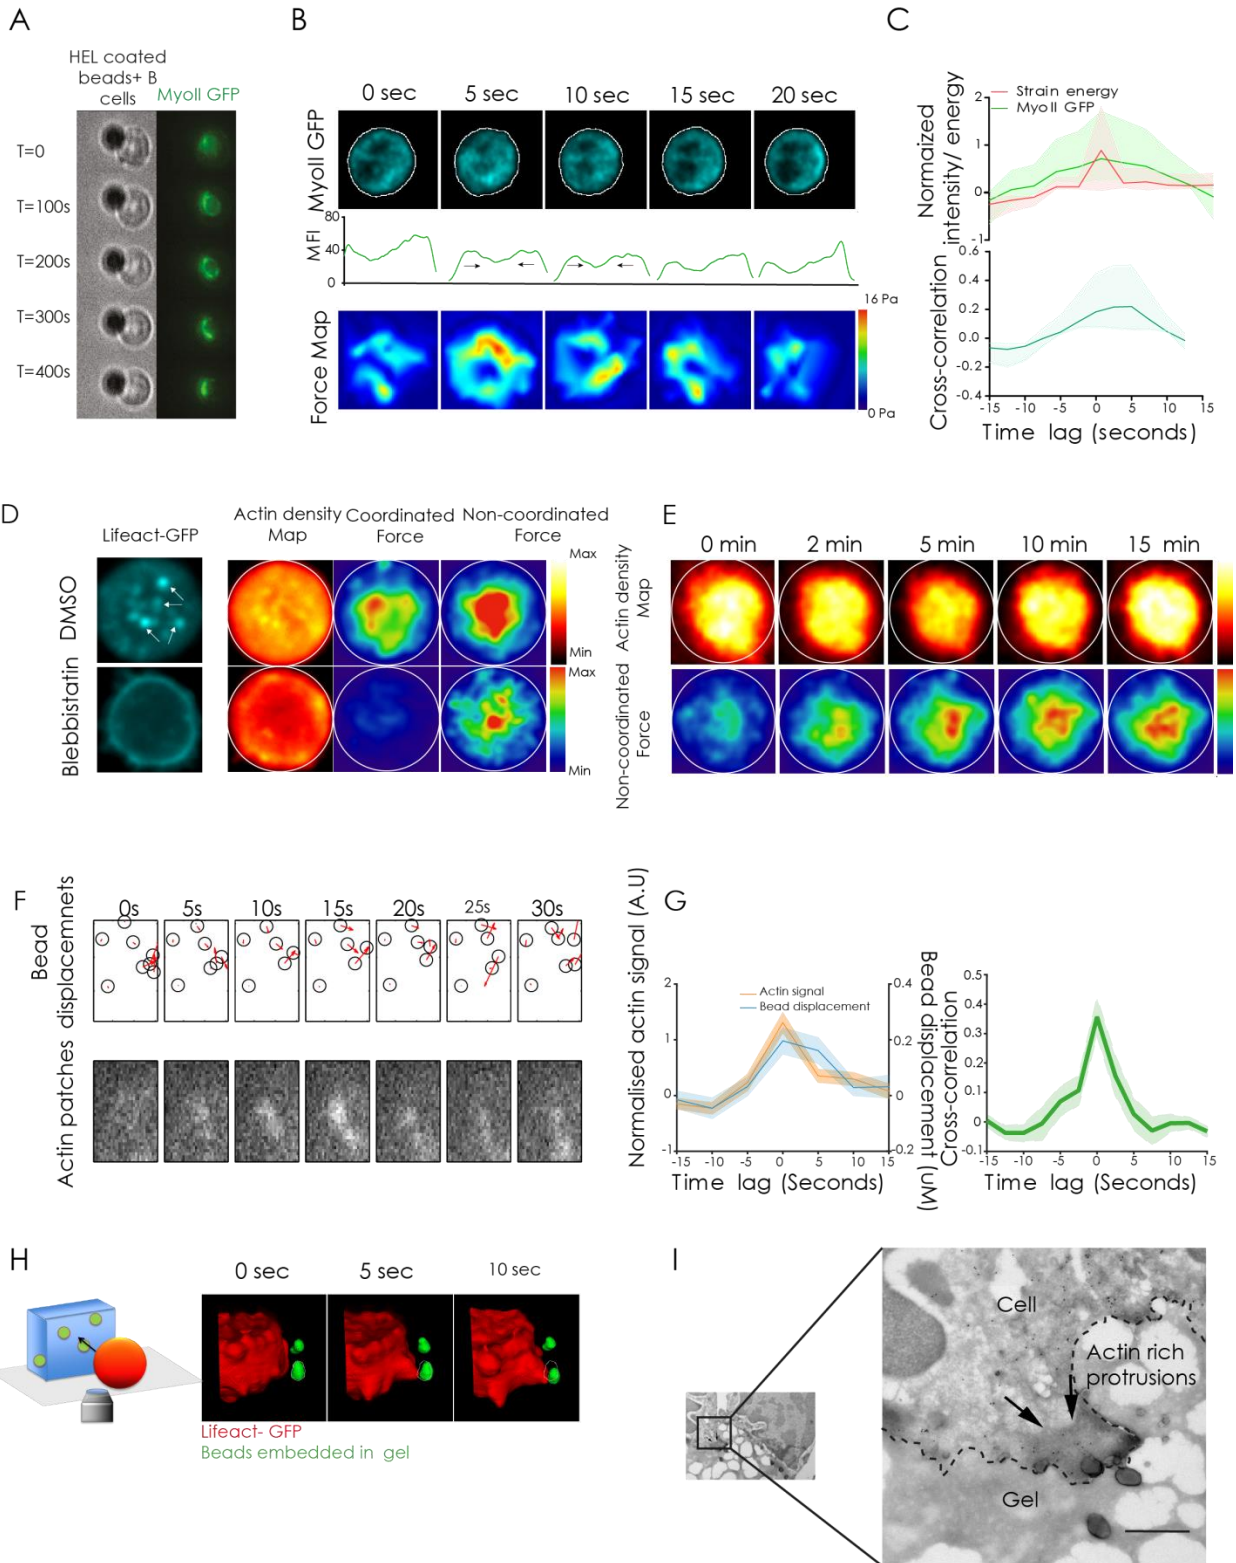 A
HEL coated
beads+ B
cells
MyoII GFP
T=0
T=100s
T=200s
T=300s
T=400s
B
0 sec
5 sec
10 sec
15 sec
20 sec
MyoII GFP
80
40
0
MFI
16 Pa
0 Pa
Force Map
C
Strain energy
MyoII GFP
Normaized
intensity/ energy
2
1
0
-1
Cross-correlation
0.6
0.4
0.2
0.0
-0.2
-0.4
-15
-10
-5
0
5
10
15
Time lag (seconds)
D
Lifeact-GFP
Actin density
Map
Coordinated
Force
Non-coordinated
Force
DMSO
Blebbistatin
Max
Min
Max
Min
E
0 min
2 min
5 min
10 min
15 min
Actin density
Map
Non-coordinated
Force
F
Bead
displacemnets
0s
5s
10s
15s
20s
25s
30s
Actin patches
G
Normalised actin signal (A.U)
2
1
0
-1
Actin signal
Bead displacement
0.4
0.2
0
0.2
Bead displacement (uM)
-15
-10
-5
0
5
10
15
Time lag (Seconds)
Cross-correlation
0.5
0.4
0.3
0.2
0.1
0
-0.1
-15
-10
-5
0
5
10
15
Time lag (Seconds)
H
0 sec
5 sec
10 sec
Lifeact- GFP
Beads embedded in gel
I
Cell
Actin rich
protrusions
Gel